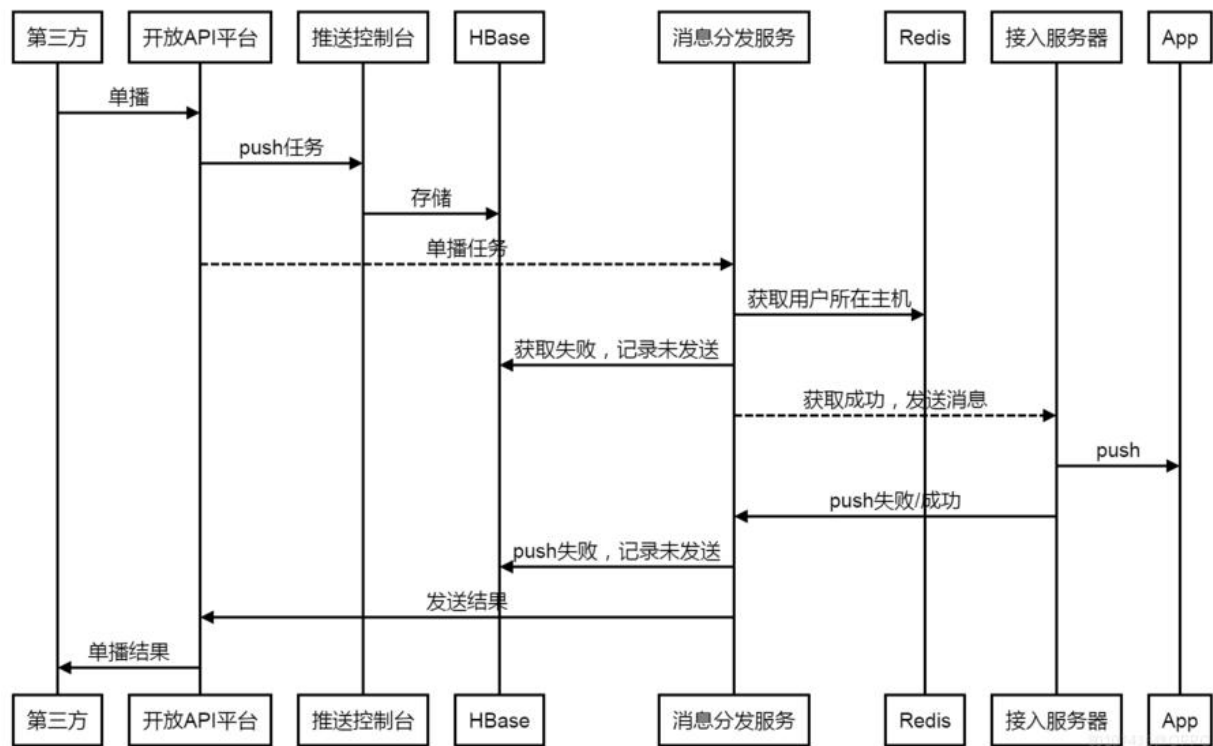 第三方
开放API平台
推送控制台
HBase
消息分发服务
Redis
接入服务器
App
单播
push任务
存储
单播任务
获取用户所在主机
获取失败，记录未发送
获取成功，发送消息
push
push失败/成功
push失败，记录未发送
发送结果
单播结果
第三方
开放API平台
推送控制台
HBase
消息分发服务
Redis
接入服务器
App